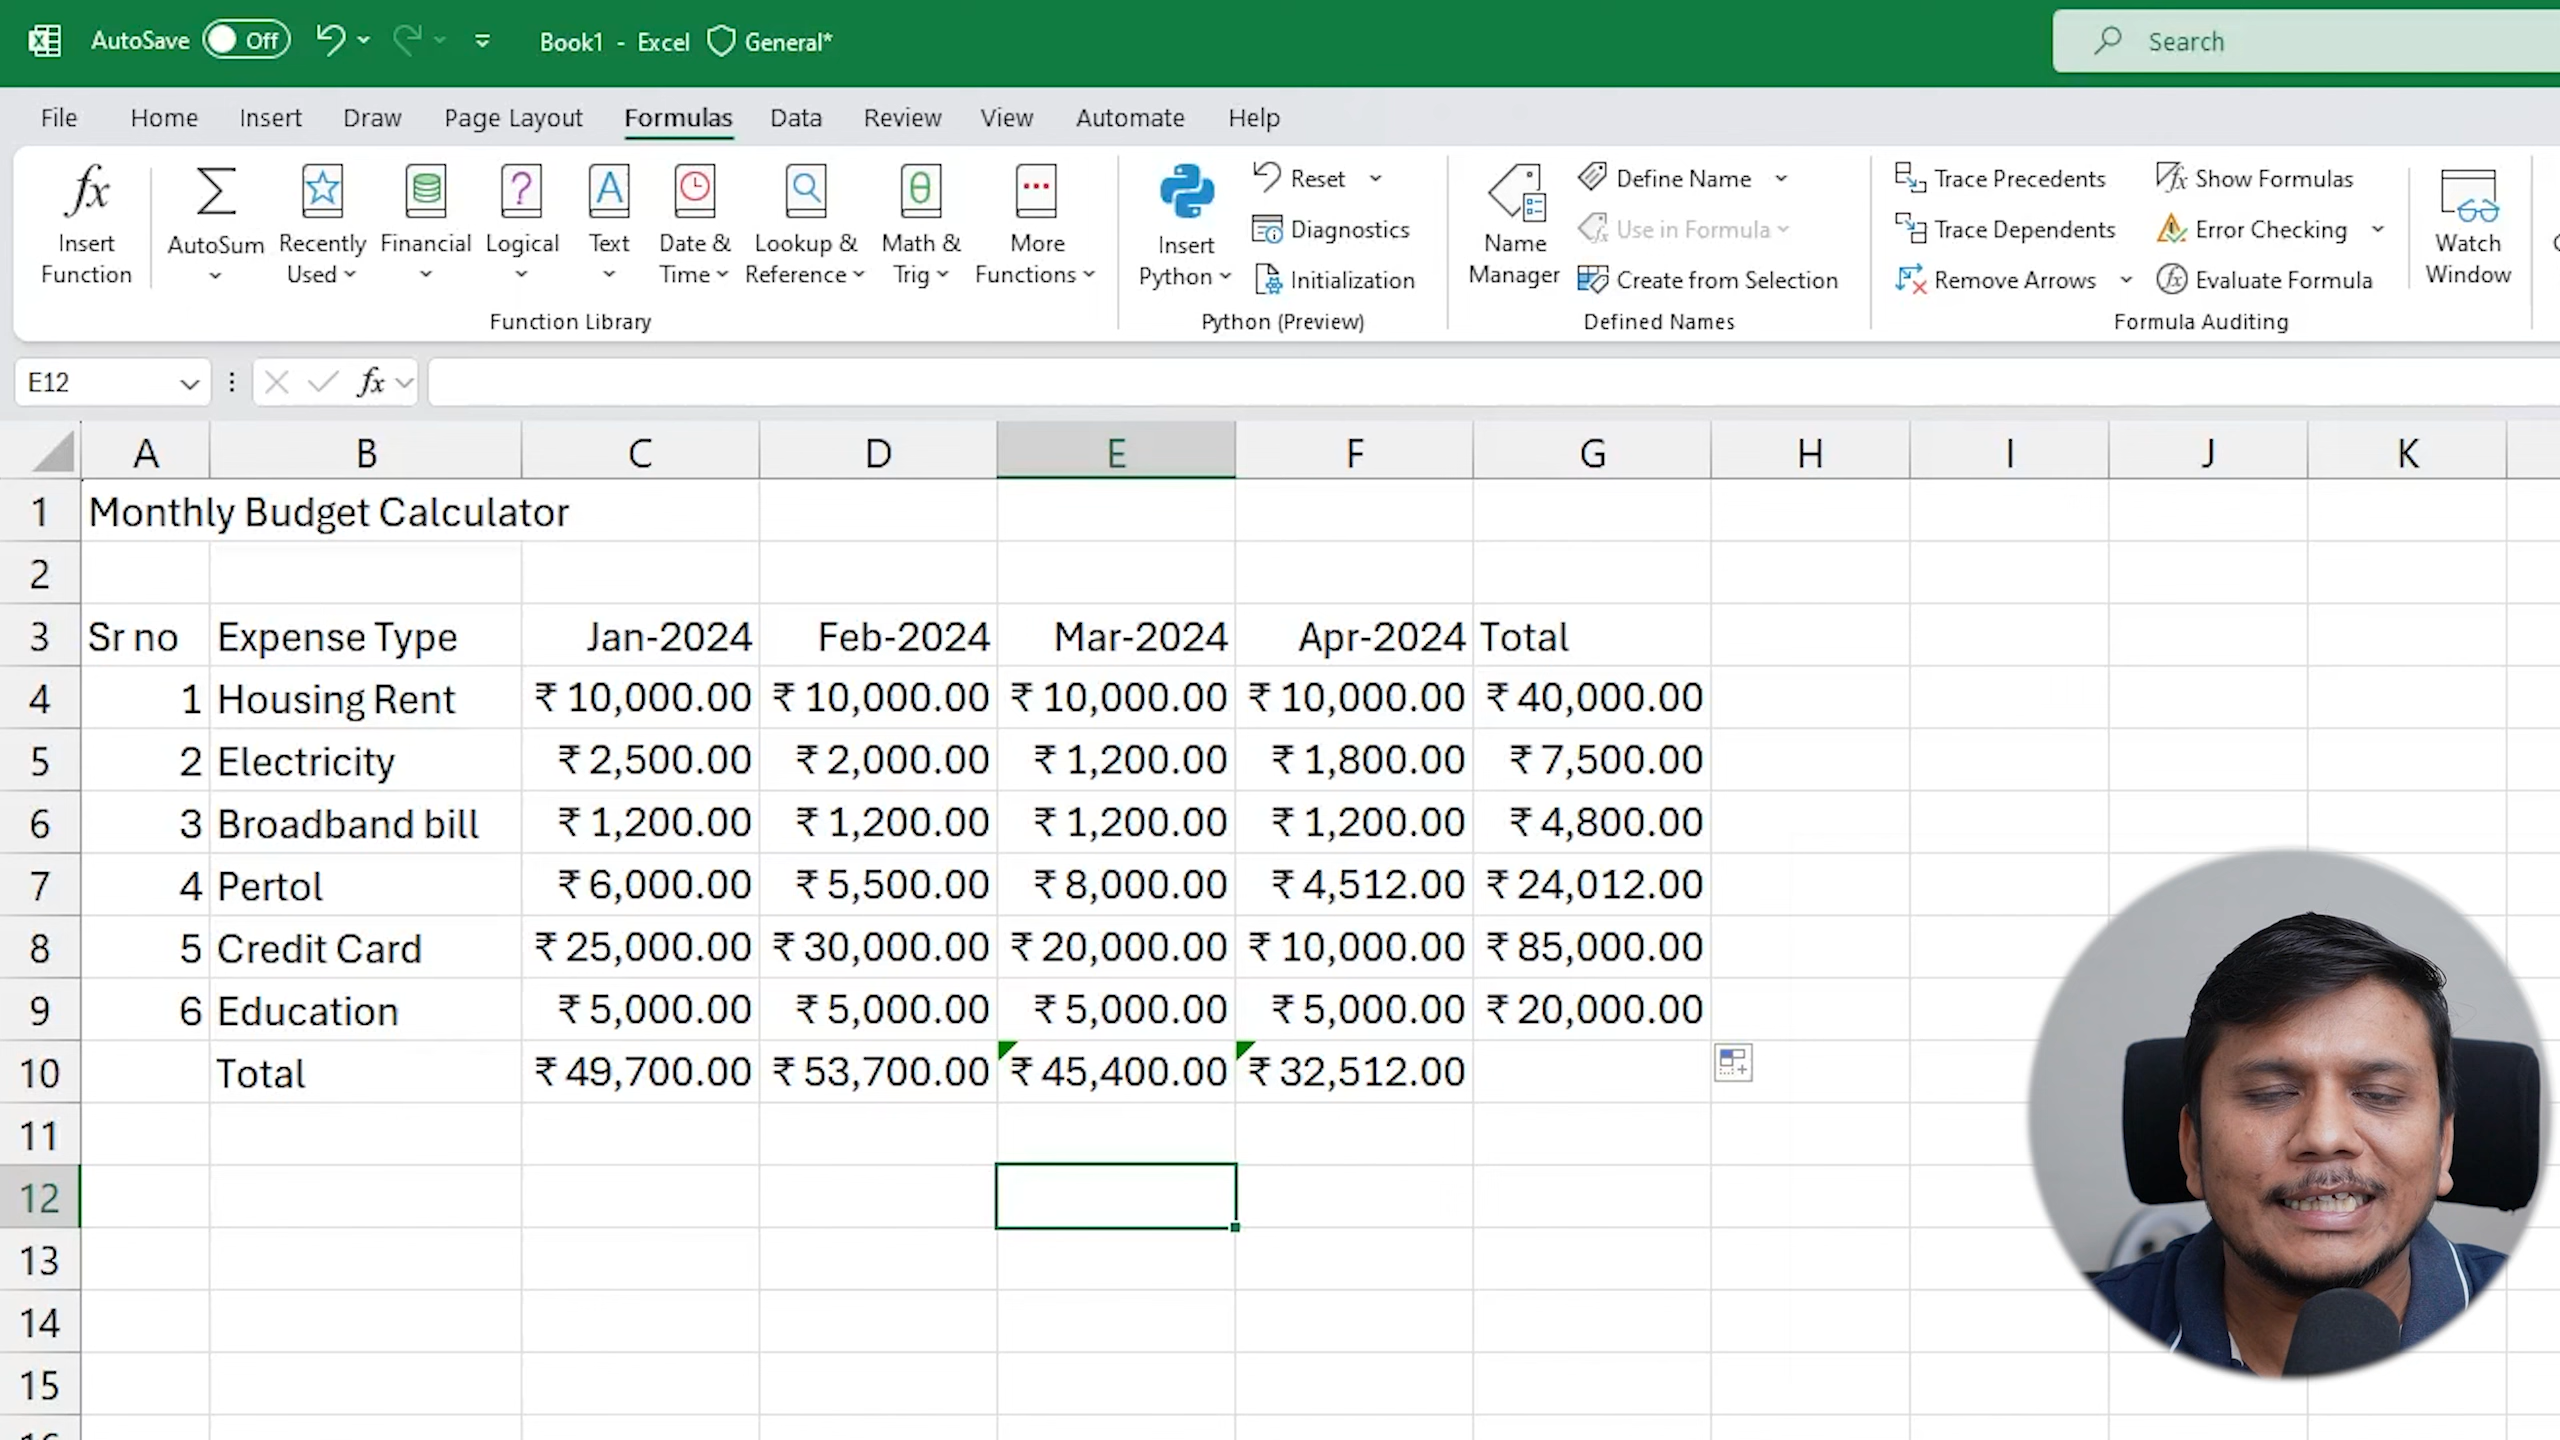 AutoSave Off Book1 - Excel General* Search
File Home Insert Draw Page Layout Formulas Data Review View Automate Help
Insert Function
AutoSum
Recently Used
Financial
Logical
Text
Date & Time
Lookup & Reference
Math & Trig
More Functions
Function Library
Insert Python
Reset
Diagnostics
Initialization
Python (Preview)
Name Manager
Define Name
Use in Formula
Create from Selection
Defined Names
Trace Precedents
Trace Dependents
Remove Arrows
Show Formulas
Error Checking
Evaluate Formula
Formula Auditing
Watch Window
E12 fx
A B C D E F G H I J K
1 Monthly Budget Calculator
2
3 Sr no Expense Type Jan-2024 Feb-2024 Mar-2024 Apr-2024 Total
4 1 Housing Rent ₹ 10,000.00 ₹ 10,000.00 ₹ 10,000.00 ₹ 10,000.00 ₹ 40,000.00
5 2 Electricity ₹ 2,500.00 ₹ 2,000.00 ₹ 1,200.00 ₹ 1,800.00 ₹ 7,500.00
6 3 Broadband bill ₹ 1,200.00 ₹ 1,200.00 ₹ 1,200.00 ₹ 1,200.00 ₹ 4,800.00
7 4 Pertol ₹ 6,000.00 ₹ 5,500.00 ₹ 8,000.00 ₹ 4,512.00 ₹ 24,012.00
8 5 Credit Card ₹ 25,000.00 ₹ 30,000.00 ₹ 20,000.00 ₹ 10,000.00 ₹ 85,000.00
9 6 Education ₹ 5,000.00 ₹ 5,000.00 ₹ 5,000.00 ₹ 5,000.00 ₹ 20,000.00
10 Total ₹ 49,700.00 ₹ 53,700.00 ₹ 45,400.00 ₹ 32,512.00
11
12
13
14
15